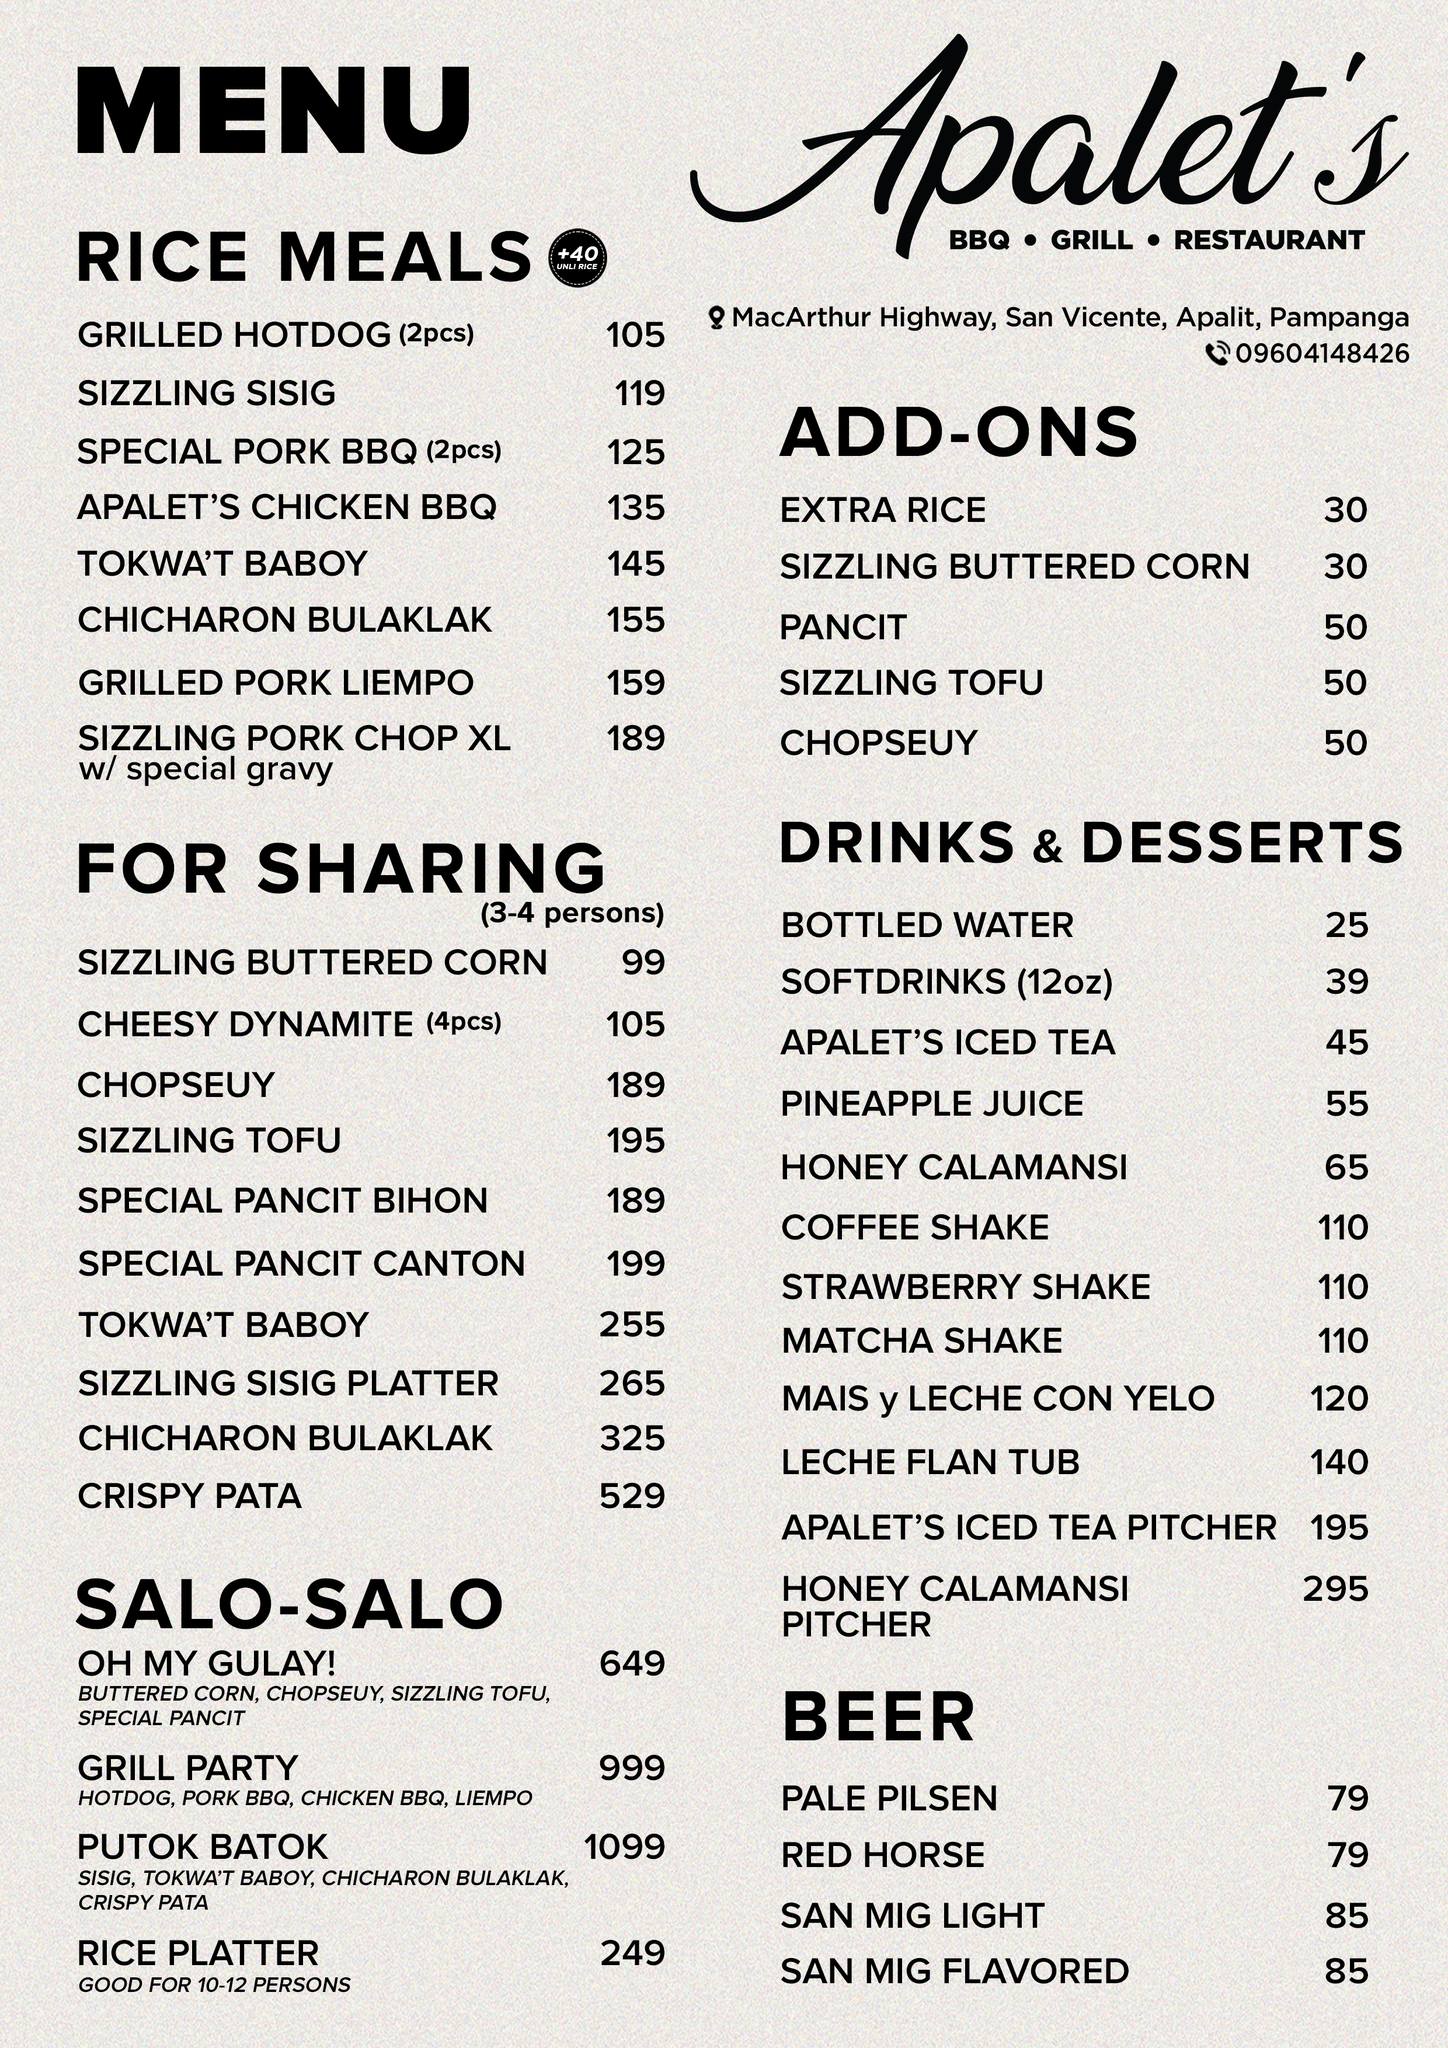 MENU
RICE MEALS
+40
UNLI RICE
GRILLED HOTDOG (2pcs) 105
SIZZLING SISIG 119
SPECIAL PORK BBQ (2pcs) 125
APALET’S CHICKEN BBQ 135
TOKWA’T BABOY 145
CHICHARON BULAKLAK 155
GRILLED PORK LIEMPO 159
SIZZLING PORK CHOP XL 189
w/ special gravy
FOR SHARING
(3-4 persons)
SIZZLING BUTTERED CORN 99
CHEESY DYNAMITE (4pcs) 105
CHOPSEUY 189
SIZZLING TOFU 195
SPECIAL PANCIT BIHON 189
SPECIAL PANCIT CANTON 199
TOKWA’T BABOY 255
SIZZLING SISIG PLATTER 265
CHICHARON BULAKLAK 325
CRISPY PATA 529
SALO-SALO
OH MY GULAY! 649
BUTTERED CORN, CHOPSEUY, SIZZLING TOFU,
SPECIAL PANCIT
GRILL PARTY 999
HOTDOG, PORK BBQ, CHICKEN BBQ, LIEMPO
PUTOK BATOK 1099
SISIG, TOKWA’T BABOY, CHICHARON BULAKLAK,
CRISPY PATA
RICE PLATTER 249
GOOD FOR 10-12 PERSONS
Apalet's
BBQ • GRILL • RESTAURANT
MacArthur Highway, San Vicente, Apalit, Pampanga
09604148426
ADD-ONS
EXTRA RICE 30
SIZZLING BUTTERED CORN 30
PANCIT 50
SIZZLING TOFU 50
CHOPSEUY 50
DRINKS & DESSERTS
BOTTLED WATER 25
SOFTDRINKS (12oz) 39
APALET’S ICED TEA 45
PINEAPPLE JUICE 55
HONEY CALAMANSI 65
COFFEE SHAKE 110
STRAWBERRY SHAKE 110
MATCHA SHAKE 110
MAIS y LECHE CON YELO 120
LECHE FLAN TUB 140
APALET’S ICED TEA PITCHER 195
HONEY CALAMANSI 295
PITCHER
BEER
PALE PILSEN 79
RED HORSE 79
SAN MIG LIGHT 85
SAN MIG FLAVORED 85